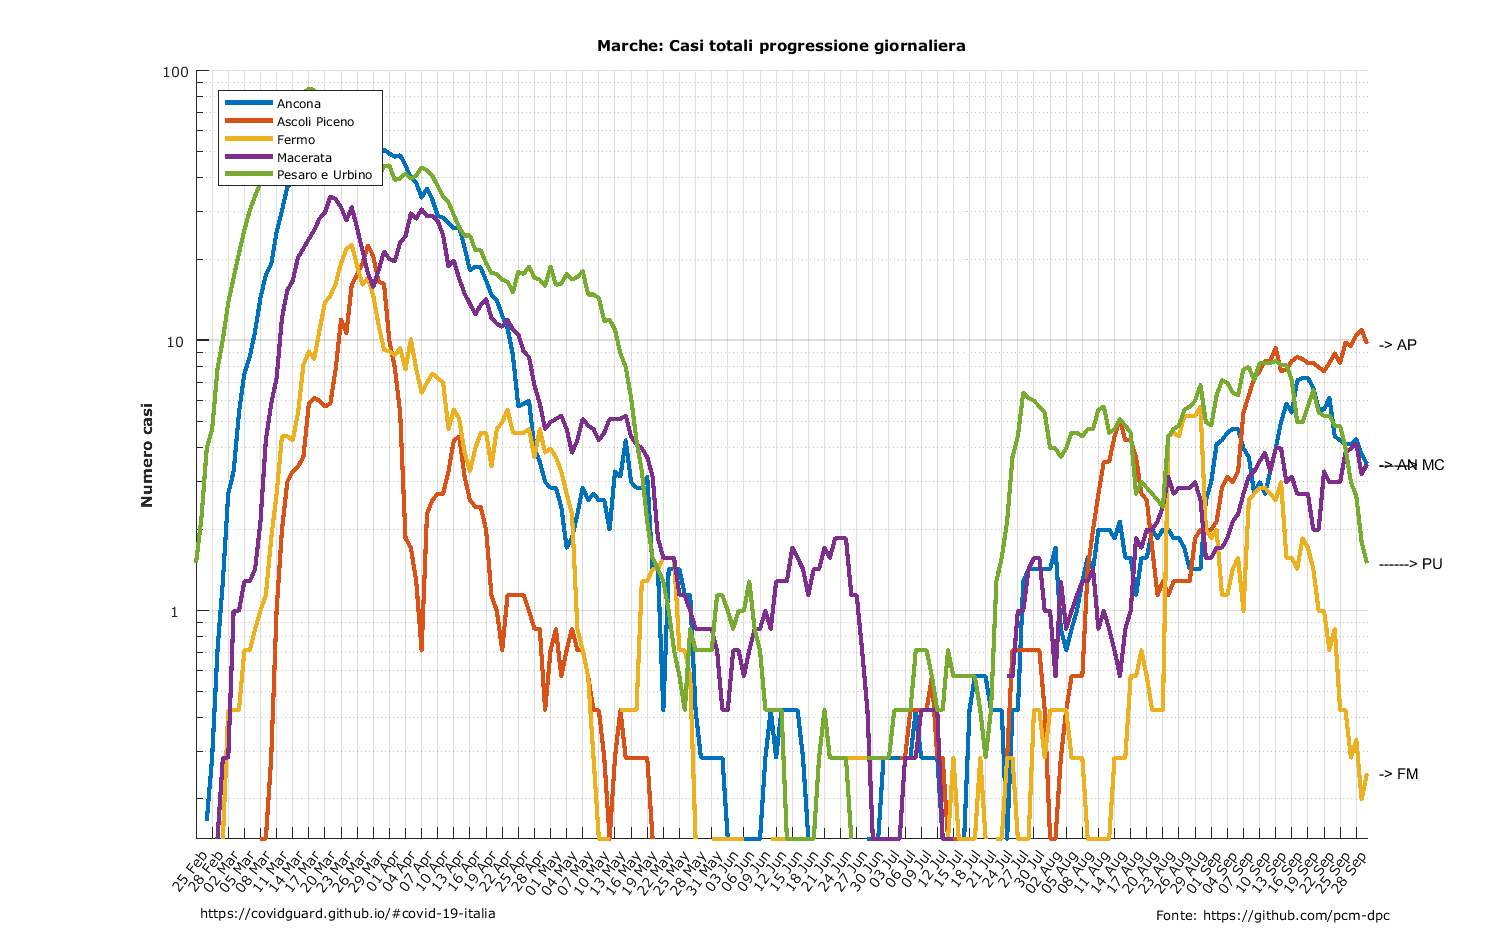 Marche: Casi totali progressione giornaliera
100
10
1
Numero casi
Ancona
Ascoli Piceno
Fermo
Macerata
Pesaro e Urbino
-> AP
-> AN MC
------> PU
-> FM
25 Feb
28 Feb
02 Mar
05 Mar
08 Mar
11 Mar
14 Mar
17 Mar
20 Mar
23 Mar
26 Mar
29 Mar
01 Apr
04 Apr
07 Apr
10 Apr
13 Apr
16 Apr
19 Apr
22 Apr
25 Apr
28 Apr
01 May
04 May
07 May
10 May
13 May
16 May
19 May
22 May
25 May
28 May
31 May
03 Jun
06 Jun
09 Jun
12 Jun
15 Jun
18 Jun
21 Jun
24 Jun
27 Jun
30 Jun
03 Jul
06 Jul
09 Jul
12 Jul
15 Jul
18 Jul
21 Jul
24 Jul
27 Jul
30 Jul
02 Aug
05 Aug
08 Aug
11 Aug
14 Aug
17 Aug
20 Aug
23 Aug
26 Aug
29 Aug
01 Sep
04 Sep
07 Sep
10 Sep
13 Sep
16 Sep
19 Sep
22 Sep
25 Sep
28 Sep
https://covidguard.github.io/#covid-19-italia
Fonte: https://github.com/pcm-dpc